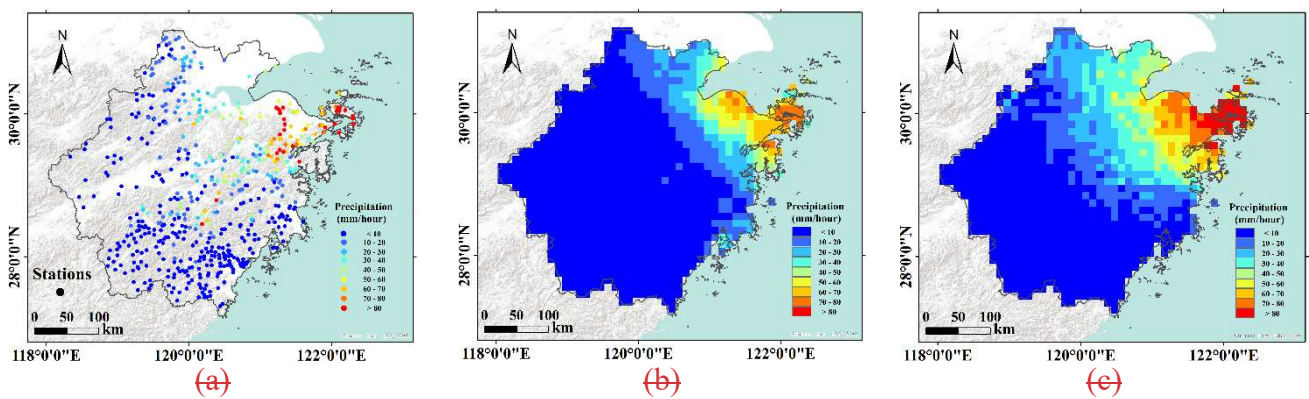 N
30°0'0"N
28°0'0"N
Stations
0 50 100
km
Precipitation
(mm/hour)
< 10
10 - 20
20 - 30
30 - 40
40 - 50
50 - 60
60 - 70
70 - 80
> 80
118°0'0"E 120°0'0"E 122°0'0"E
(a)
N
30°0'0"N
28°0'0"N
0 50 100
km
Precipitation
(mm/hour)
< 10
10 - 20
20 - 30
30 - 40
40 - 50
50 - 60
60 - 70
70 - 80
> 80
118°0'0"E 120°0'0"E 122°0'0"E
(b)
N
30°0'0"N
28°0'0"N
0 50 100
km
Precipitation
(mm/hour)
< 10
10 - 20
20 - 30
30 - 40
40 - 50
50 - 60
60 - 70
70 - 80
> 80
118°0'0"E 120°0'0"E 122°0'0"E
(c)